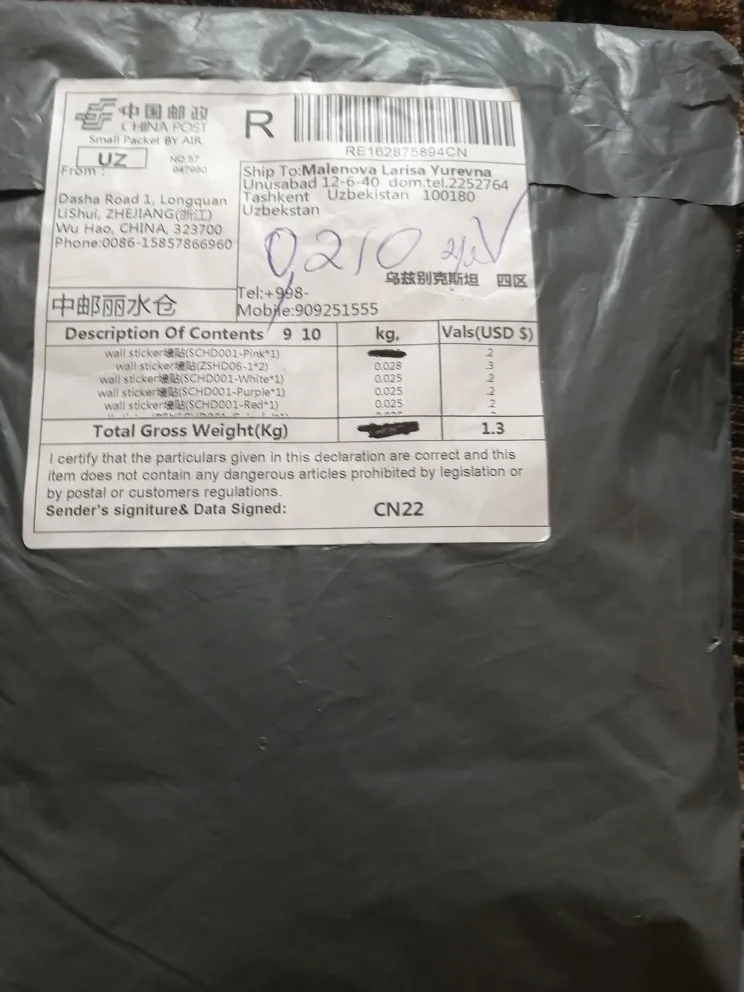 中国邮政
CHINA POST
Small Packet BY AIR
R
RE162875894CN
UZ
NO 57
947960
From :
Dasha Road 1, Longquan
LiShui, ZHEJIANG(浙江)
Wu Hao, CHINA, 323700
Phone:0086-15857866960
Ship To:Malenova Larisa Yurevna
Unusabad 12-6-40 dom.tel.2252764
Tashkent Uzbekistan 100180
Uzbekstan
0,210
乌兹别克斯坦 四区
中邮丽水仓
Tel:+998-
Mobile:909251555
Description Of Contents 9 10 kg, Vals(USD $)
wall sticker墙贴(SCHD001-Pink*1) .2
wall sticker墙贴(ZSHD06-1*2) 0.028 .3
wall sticker墙贴(SCHD001-White*1) 0.025 .2
wall sticker墙贴(SCHD001-Purple*1) 0.025 .2
wall sticker墙贴(SCHD001-Red*1) 0.025 .2
Total Gross Weight(Kg) 1.3
I certify that the particulars given in this declaration are correct and this
item does not contain any dangerous articles prohibited by legislation or
by postal or customers regulations.
Sender's signiture& Data Signed: CN22